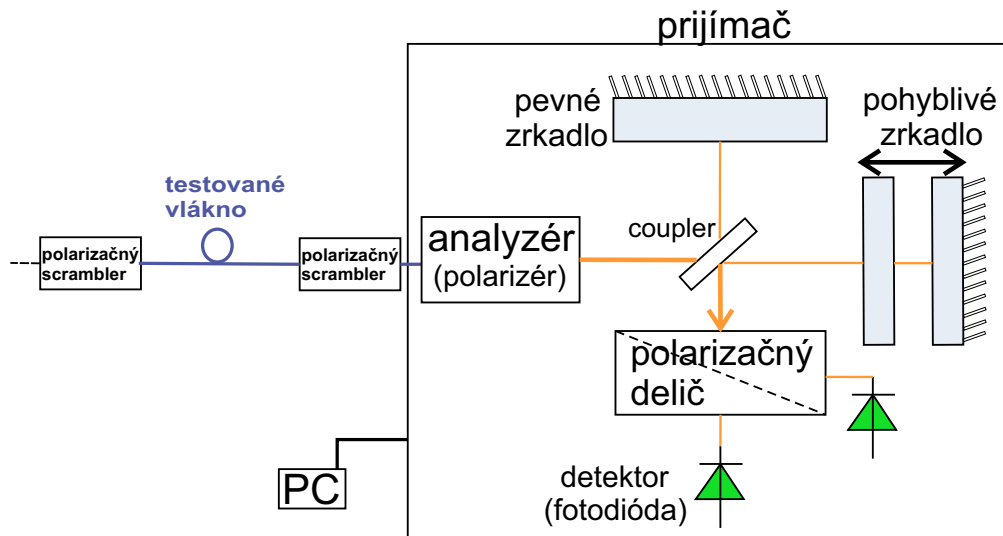 prijímač
pevné
zrkadlo
pohyblivé
zrkadlo
testované
vlákno
coupler
polarizačný
scrambler
polarizačný
scrambler
analyzér
(polarizér)
polarizačný
delič
PC
detektor
(fotodióda)